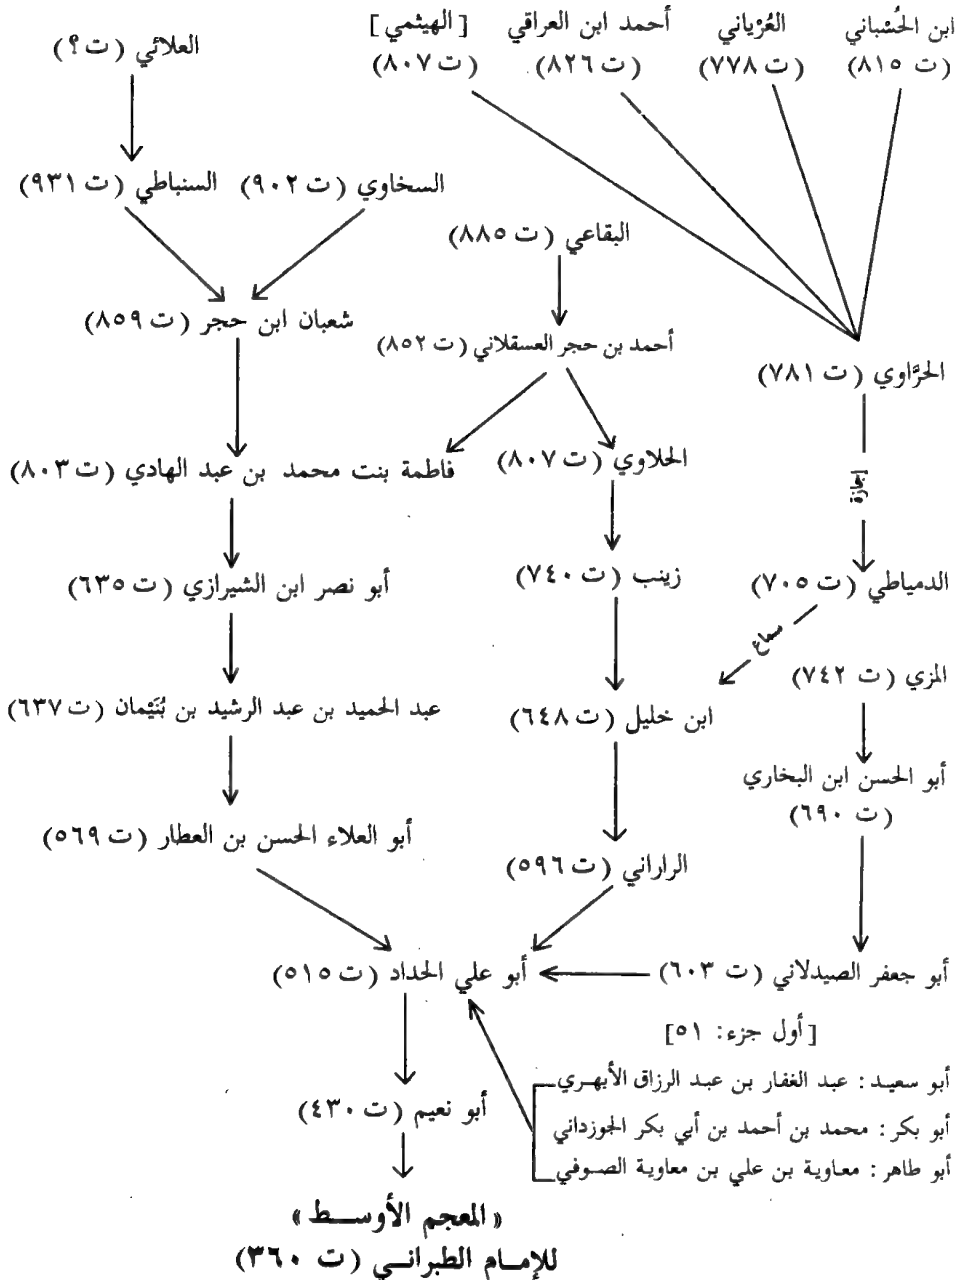 ابن الحُسْباني
(ت ٨١٥)
العُرْياني
(ت ٧٧٨)
أحمد ابن العراقي
(ت ٨٢٦)
[الهيثمي]
(ت ٨٠٧)
العلائي (ت ؟)
السخاوي (ت ٩٠٢)
السنباطي (ت ٩٣١)
البقاعي (ت ٨٨٥)
شعبان ابن حجر (ت ٨٥٩)
أحمد بن حجر العسقلاني (ت ٨٥٢)
الحرَّاوي (ت ٧٨١)
إجازة
الحلاوي (ت ٨٠٧)
فاطمة بنت محمد بن عبد الهادي (ت ٨٠٣)
الدمياطي (ت ٧٠٥)
سماع
زينب (ت ٧٤٠)
أبو نصر ابن الشيرازي (ت ٦٣٥)
المزي (ت ٧٤٢)
ابن خليل (ت ٦٤٨)
عبد الحميد بن عبد الرشيد بن بُنَيْمان (ت ٦٣٧)
أبو الحسن ابن البخاري
(ت ٦٩٠)
الراراني (ت ٥٩٦)
أبو العلاء الحسن بن العطار (ت ٥٦٩)
أبو جعفر الصيدلاني (ت ٦٠٣)
أبو علي الحداد (ت ٥١٥)
[أول جزء: ٥١]
أبو سعيد: عبد الغفار بن عبد الرزاق الأبهري
أبو بكر: محمد بن أحمد بن أبي بكر الجوزداني
أبو طاهر: معاوية بن علي بن معاوية الصوفي
أبو نعيم (ت ٤٣٠)
«المعجم الأوسط»
للإمام الطبراني (ت ٣٦٠)